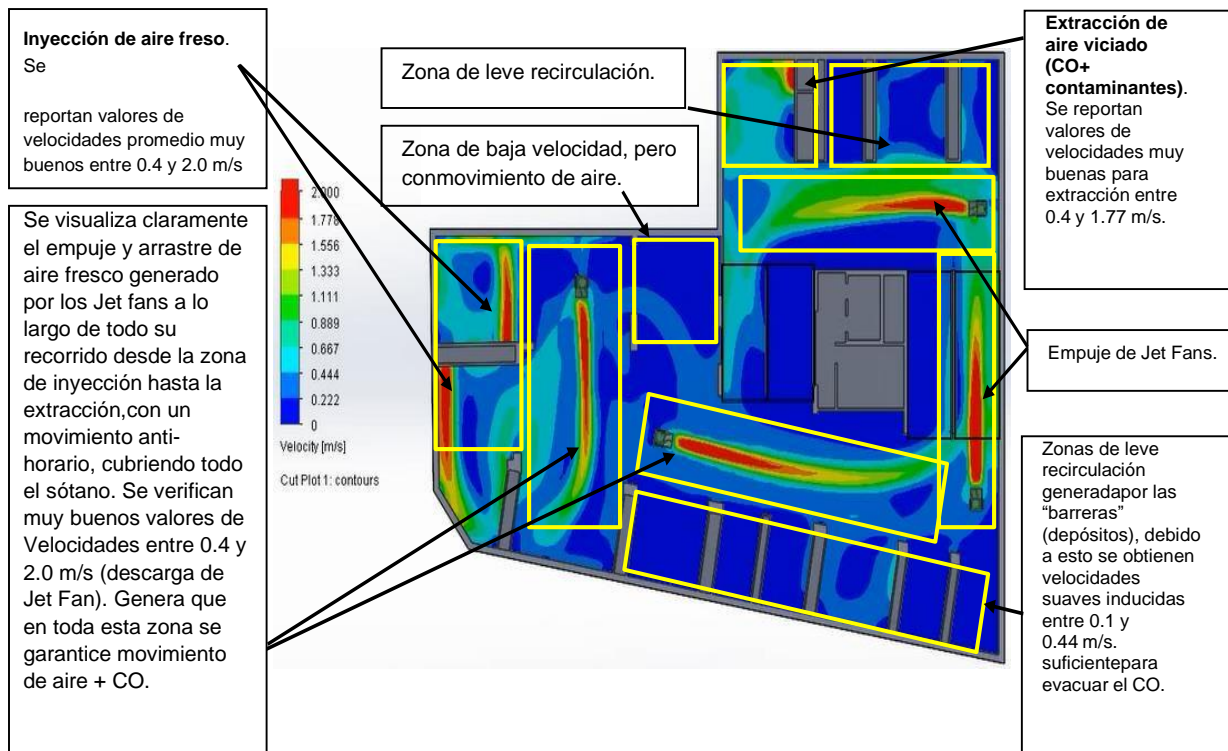 Inyección de aire freso.
Se
reportan valores de
velocidades promedio muy
buenos entre 0.4 y 2.0 m/s
Se visualiza claramente
el empuje y arrastre de
aire fresco generado
por los Jet fans a lo
largo de todo su
recorrido desde la zona
de inyección hasta la
extracción,con un
movimiento anti-
horario, cubriendo todo
el sótano. Se verifican
muy buenos valores de
Velocidades entre 0.4 y
2.0 m/s (descarga de
Jet Fan). Genera que
en toda esta zona se
garantice movimiento
de aire + CO.
Zona de leve recirculación.
Zona de baja velocidad, pero
conmovimiento de aire.
2.000
1.778
1.556
1.333
1.111
0.889
0.667
0.444
0.222
0
Velocity [m/s]
Cut Plot 1: contours
Extracción de
aire viciado
(CO+
contaminantes).
Se reportan
valores de
velocidades muy
buenas para
extracción entre
0.4 y 1.77 m/s.
Empuje de Jet Fans.
Zonas de leve
recirculación
generadapor las
“barreras”
(depósitos), debido
a esto se obtienen
velocidades
suaves inducidas
entre 0.1 y
0.44 m/s.
suficientepara
evacuar el CO.